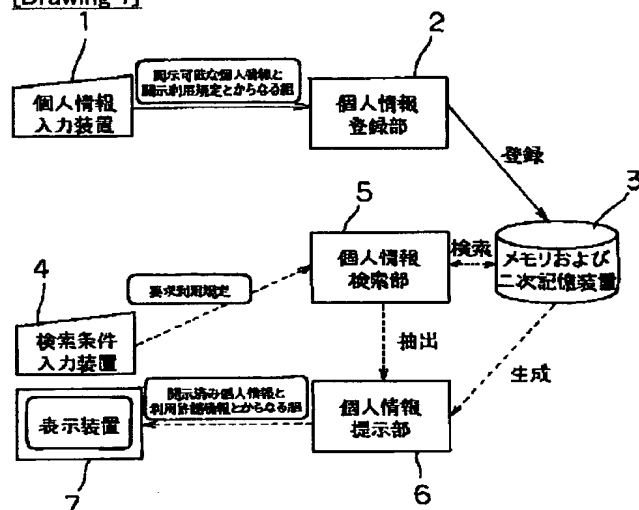 [Drawing 1]
1
2
開示可能な個人情報と
開示利用規定とからなる組
個人情報
入力装置
個人情報
登録部
登録
3
5
4
個人情報
検索部
検索
メモリおよび
二次記憶装置
要求利用規定
検索条件
入力装置
抽出
生成
開示済み個人情報と
利用許諾情報とからなる組
表示装置
個人情報
提示部
7
6